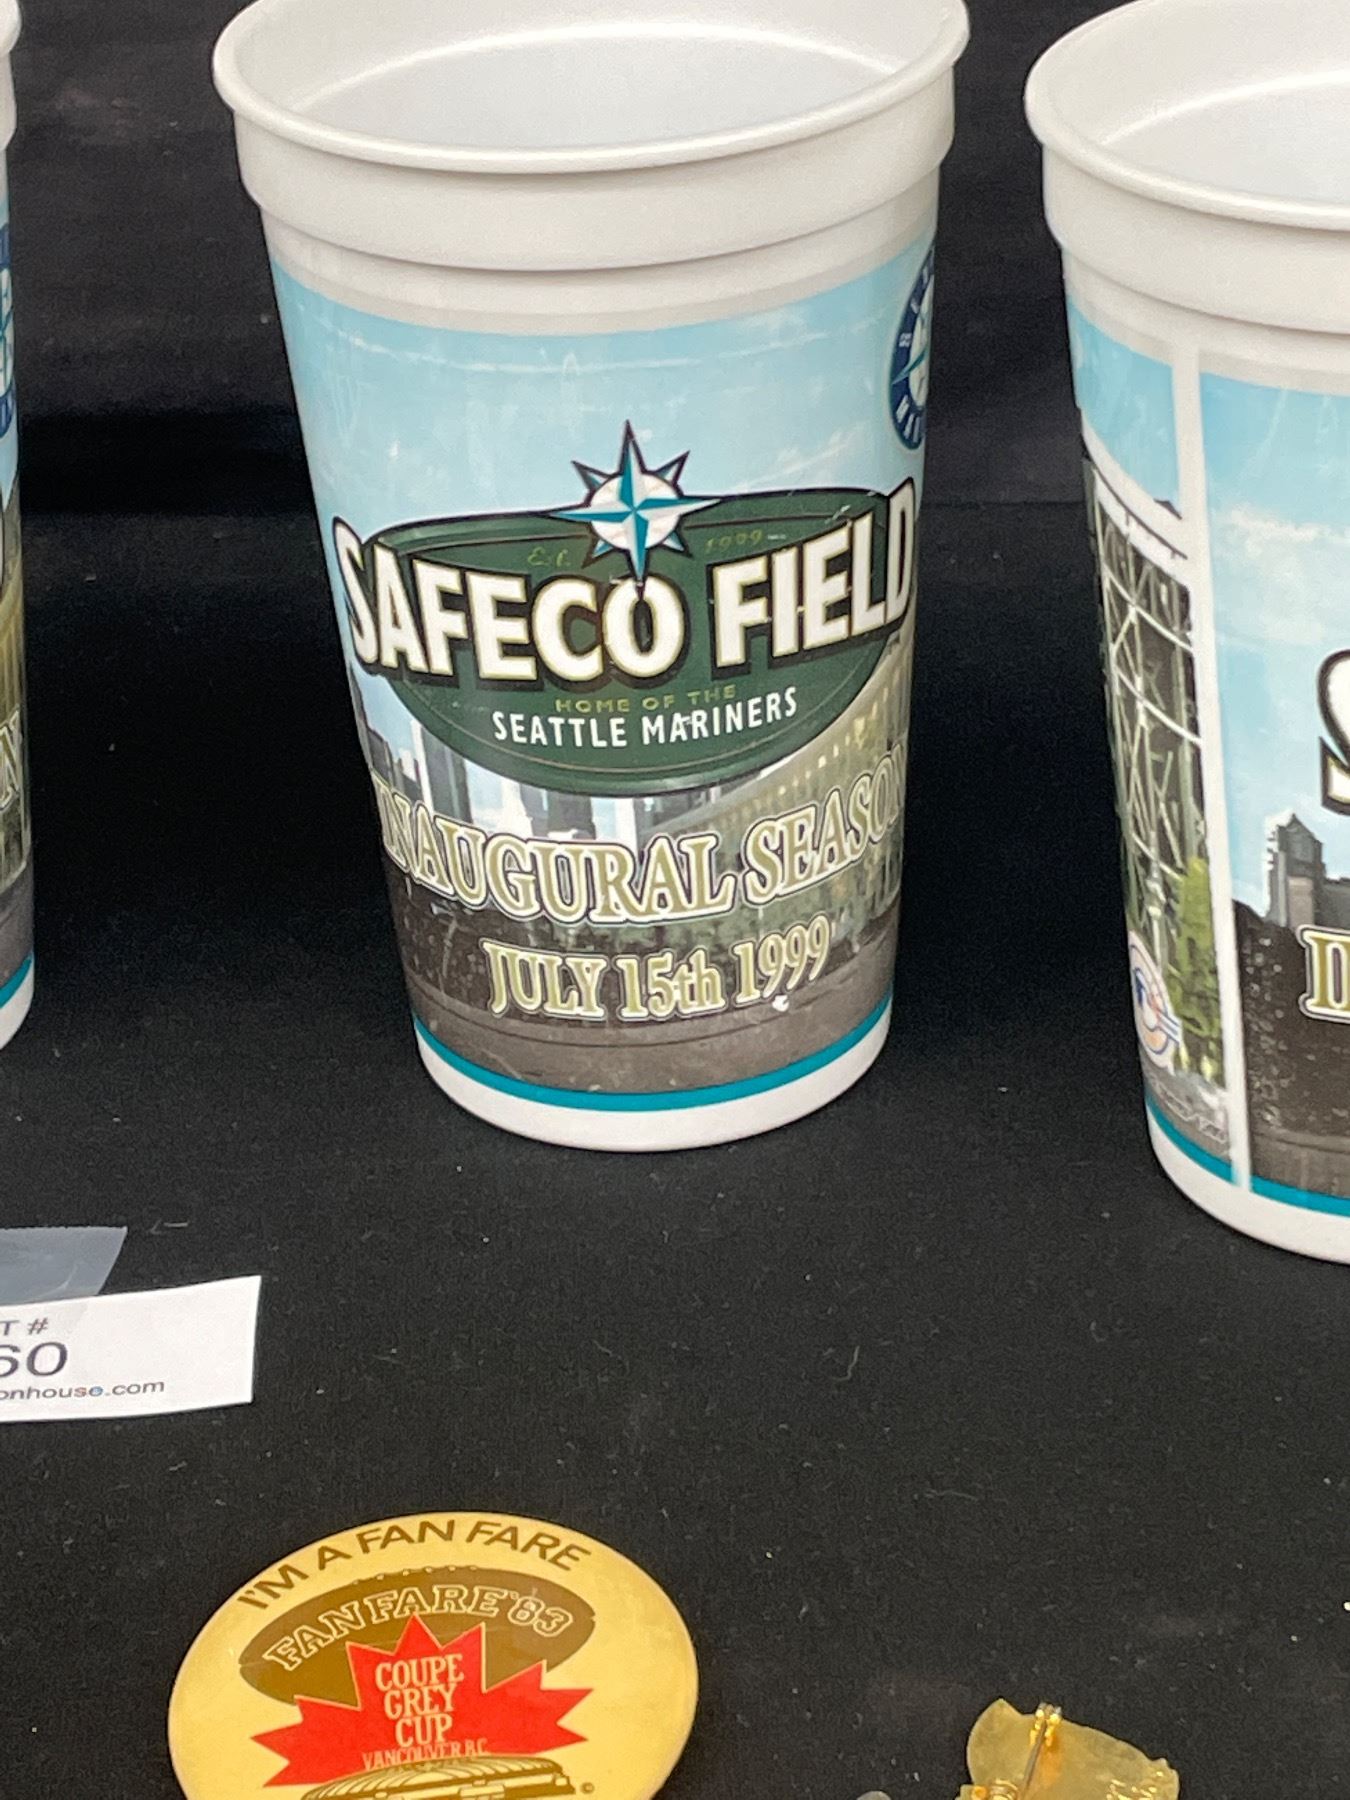 Est. 1999
SAFECO FIELD
HOME OF THE
SEATTLE MARINERS
INAUGURAL SEASON
JULY 15th 1999
#
60
onhouse.com
I'M A FAN FARE
FANFARE '83
COUPE
GREY
CUP
VANCOUVER B.C.
©